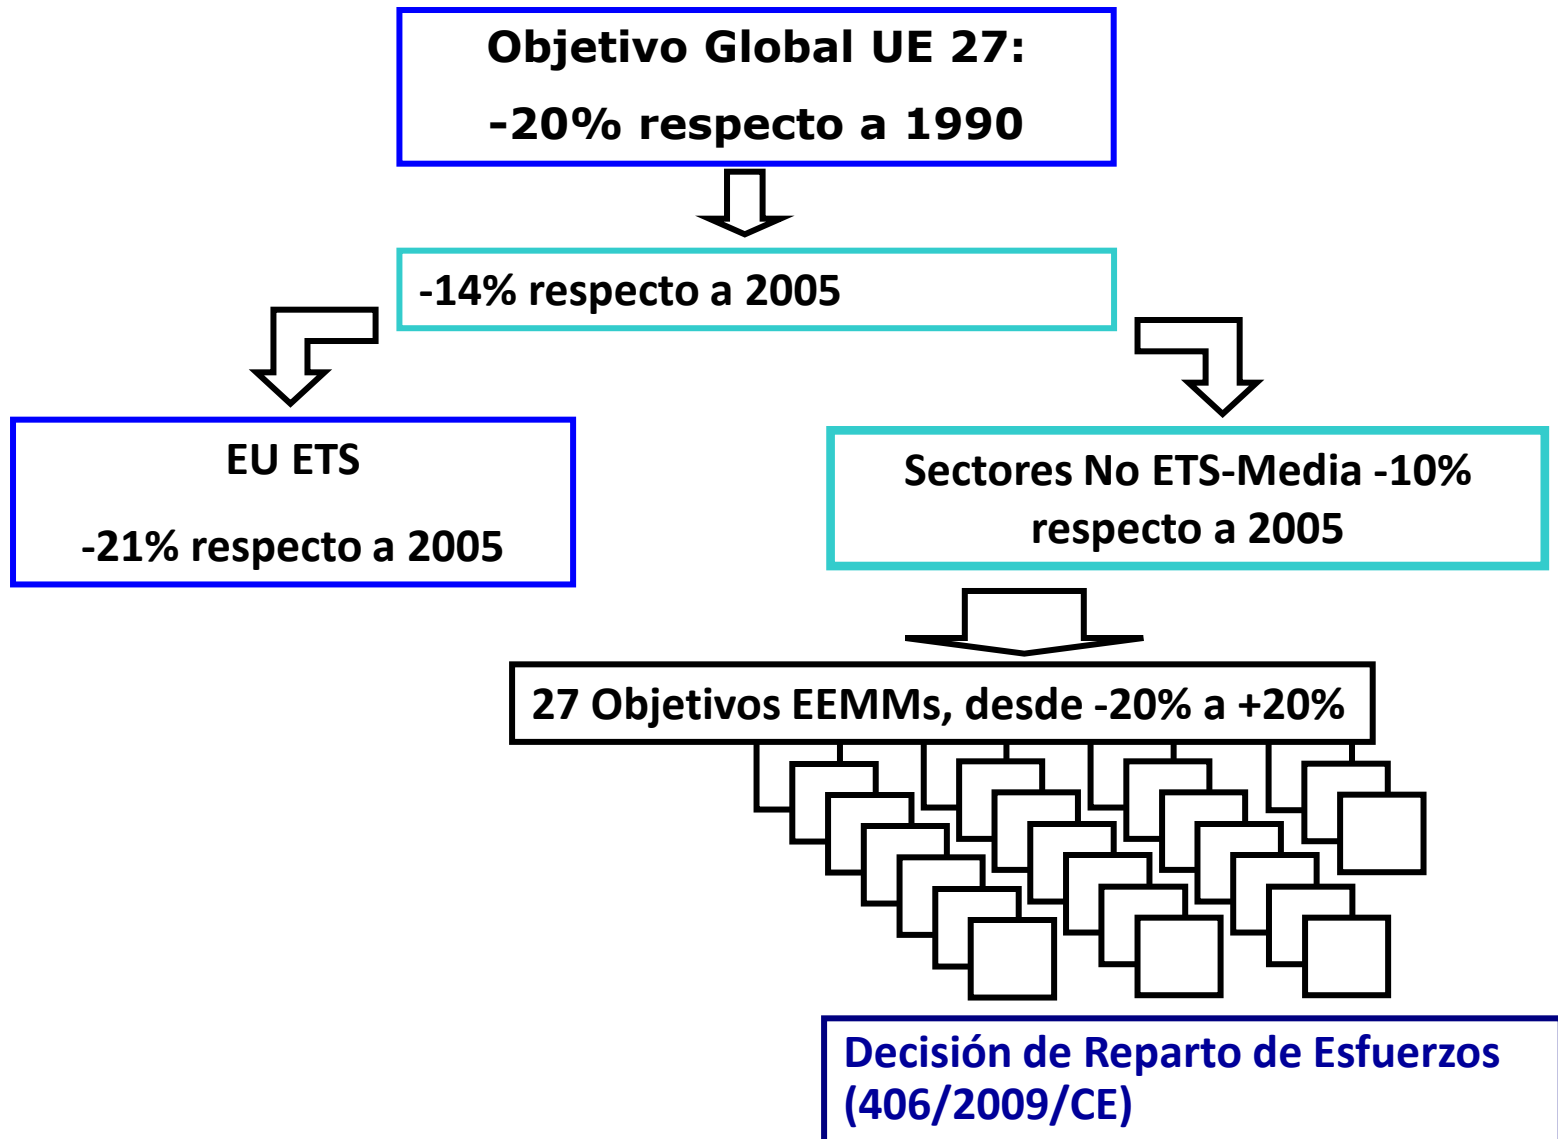 Objetivo Global UE 27:
-20% respecto a 1990
-14% respecto a 2005
EU ETS
-21% respecto a 2005
Sectores No ETS-Media -10%
respecto a 2005
27 Objetivos EEMMs, desde -20% a +20%
Decisión de Reparto de Esfuerzos
(406/2009/CE)